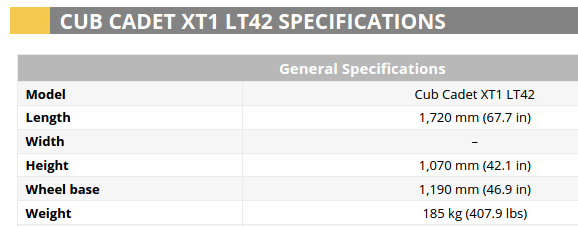 CUB CADET XT1 LT42 SPECIFICATIONS
General Specifications
Model Cub Cadet XT1 LT42
Length 1,720 mm (67.7 in)
Width –
Height 1,070 mm (42.1 in)
Wheel base 1,190 mm (46.9 in)
Weight 185 kg (407.9 lbs)